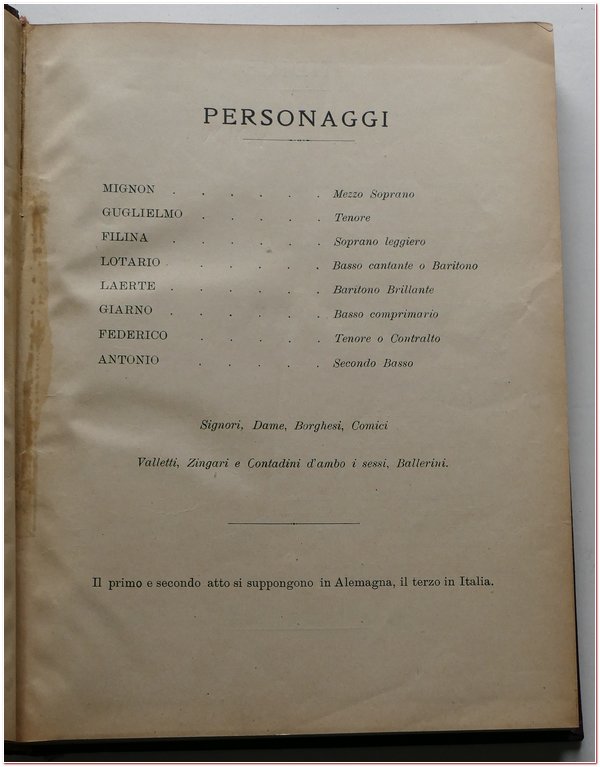 PERSONAGGI
MIGNON . . . . . . Mezzo Soprano
GUGLIELMO . . . . . Tenore
FILINA . . . . . . Soprano leggiero
LOTARIO . . . . . . Basso cantante o Baritono
LAERTE . . . . . . Baritono Brillante
GIARNO . . . . . . Basso comprimario
FEDERICO . . . . . Tenore o Contralto
ANTONIO . . . . . Secondo Basso
Signori, Dame, Borghesi, Comici
Valletti, Zingari e Contadini d'ambo i sessi, Ballerini.
Il primo e secondo atto si suppongono in Alemagna, il terzo in Italia.